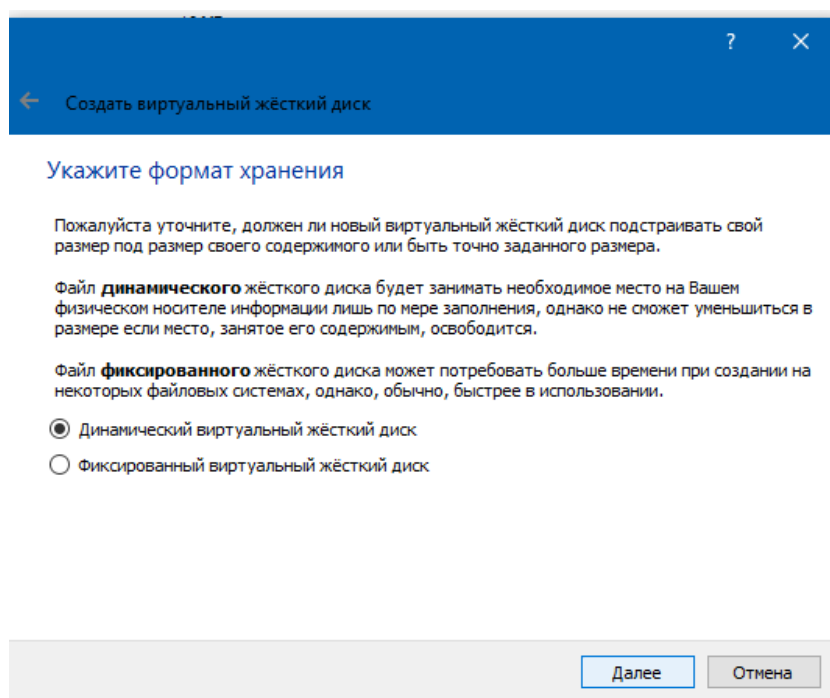 ?
Создать виртуальный жёсткий диск
Укажите формат хранения
Пожалуйста уточните, должен ли новый виртуальный жёсткий диск подстраивать свой
размер под размер своего содержимого или быть точно заданного размера.
Файл динамического жёсткого диска будет занимать необходимое место на Вашем
физическом носителе информации лишь по мере заполнения, однако не сможет уменьшиться в
размере если место, занятое его содержимым, освободится.
Файл фиксированного жёсткого диска может потребовать больше времени при создании на
некоторых файловых системах, однако, обычно, быстрее в использовании.
Динамический виртуальный жёсткий диск
Фиксированный виртуальный жёсткий диск
Далее
Отмена